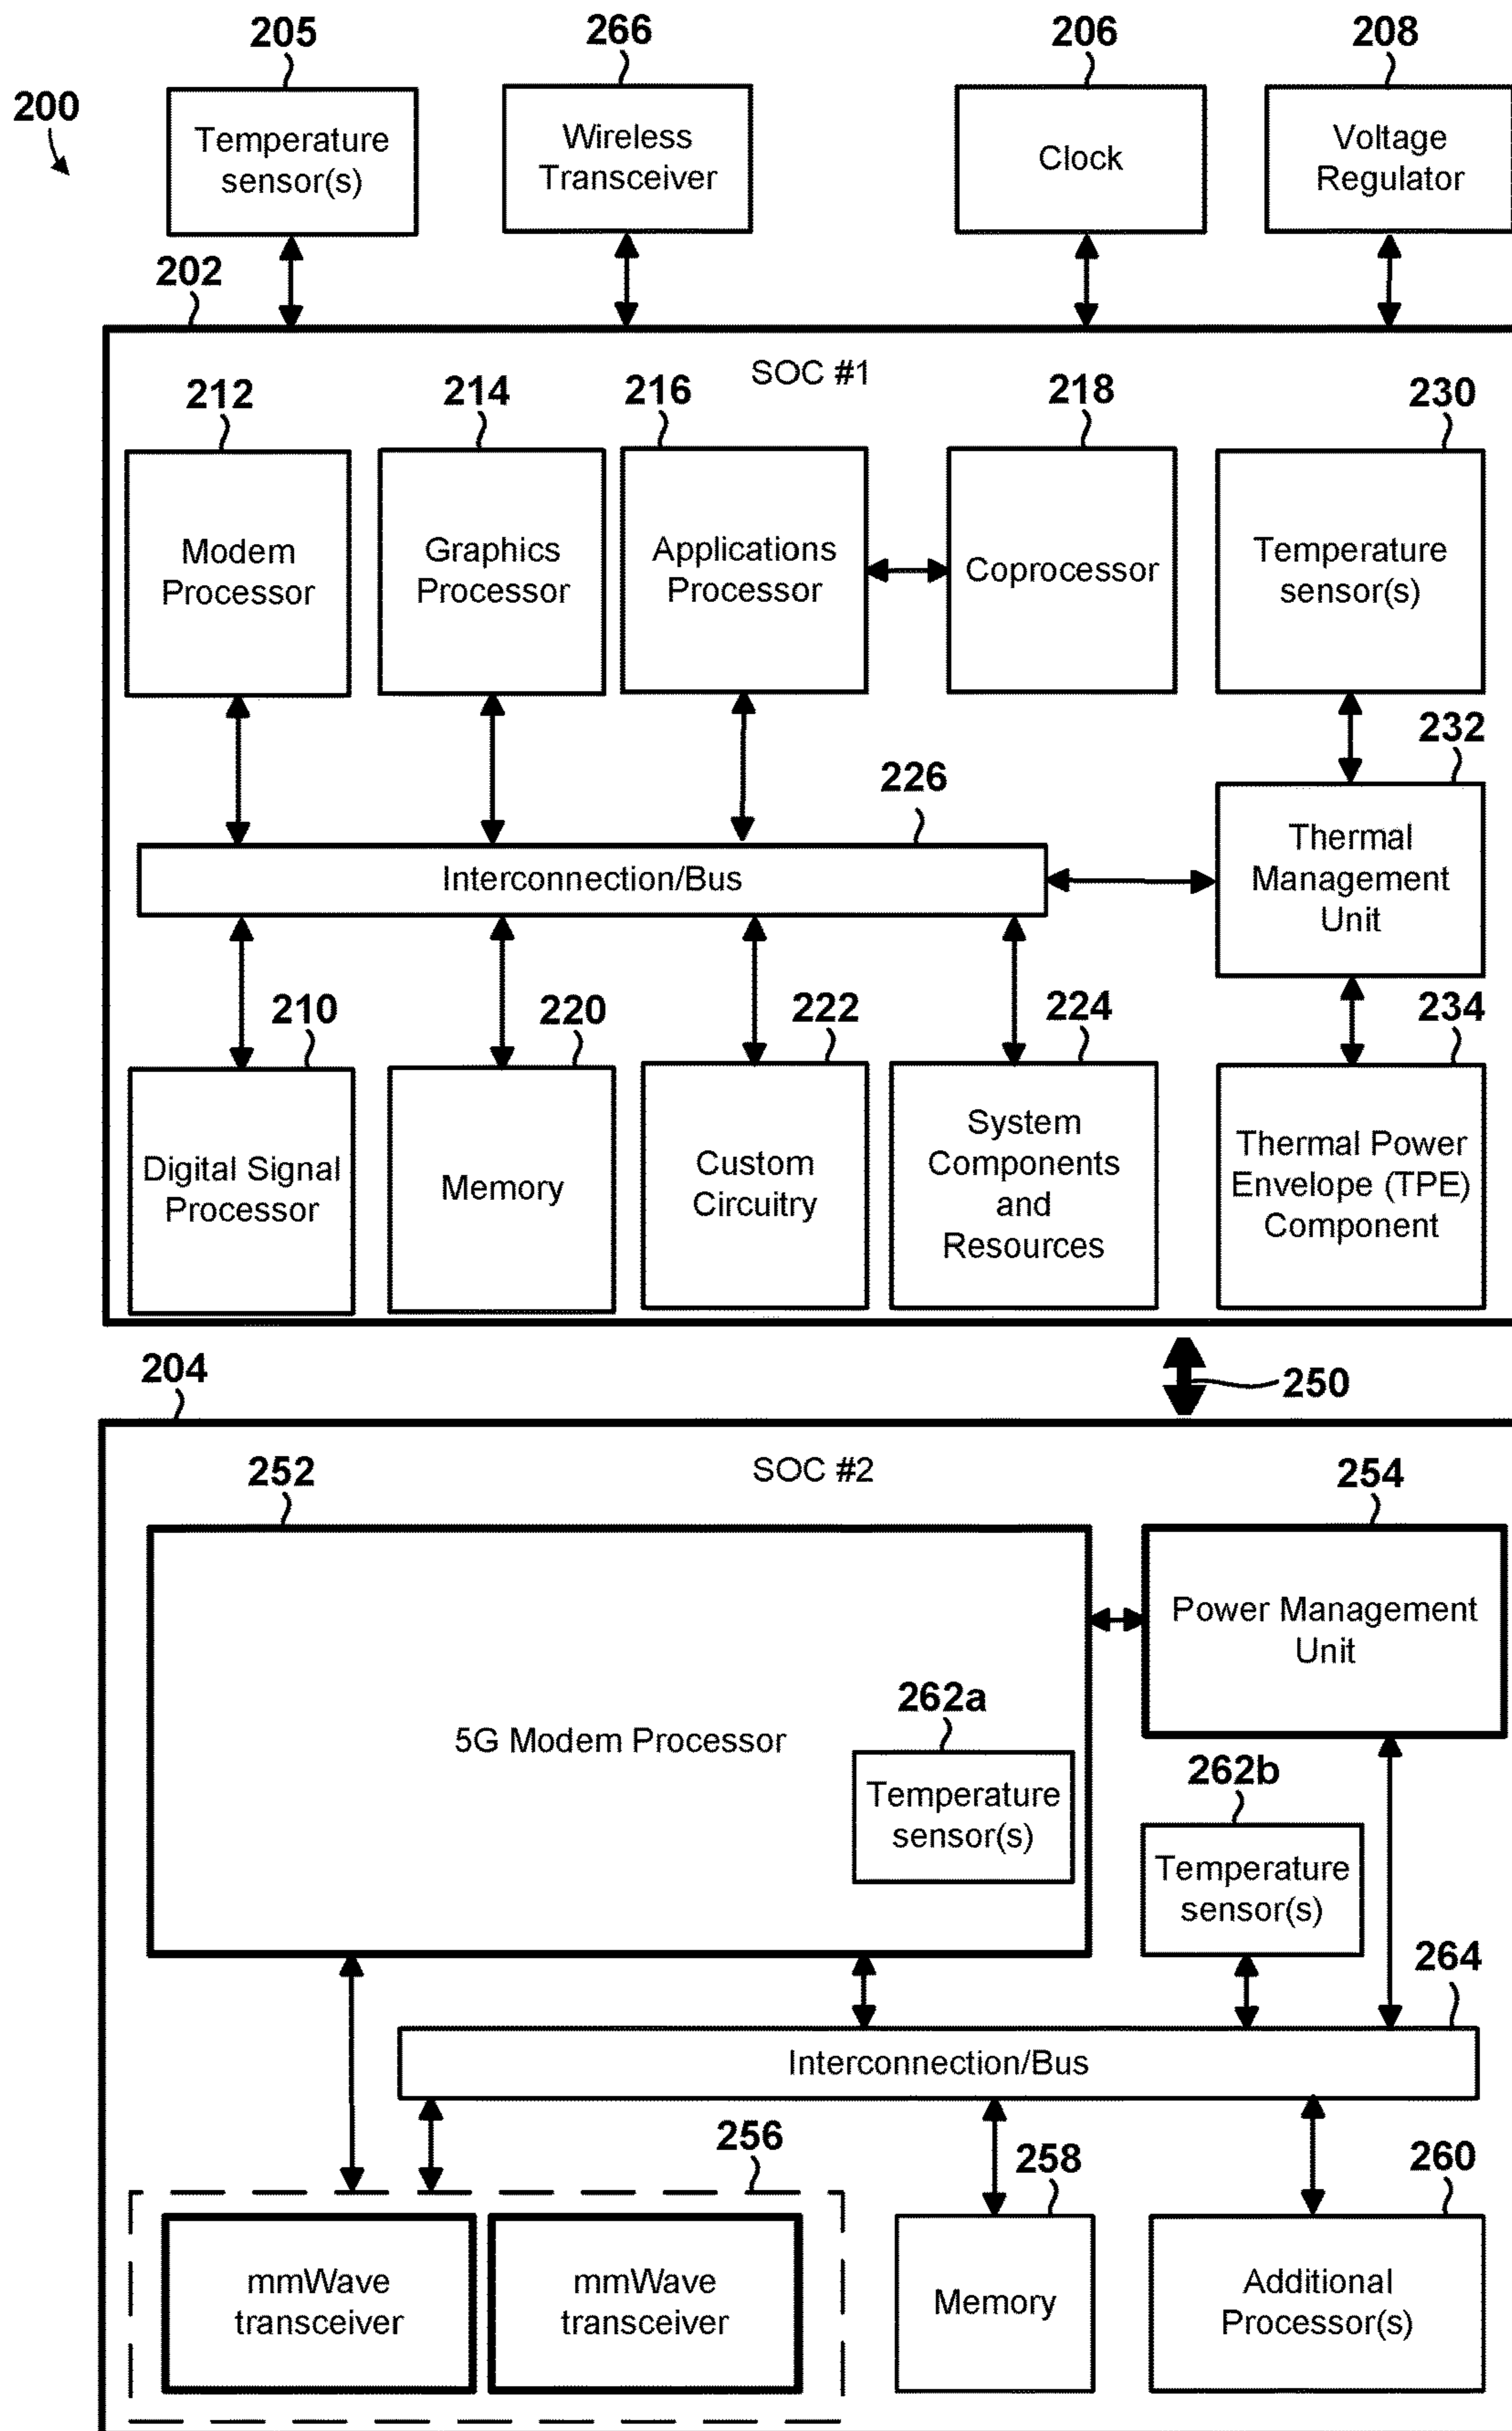 205
266
206
208
200
Temperature
sensor(s)
Wireless
Transceiver
Clock
Voltage
Regulator
202
SOC #1
212
214
216
218
230
Modem
Processor
Graphics
Processor
Applications
Processor
Coprocessor
Temperature
sensor(s)
232
226
Interconnection/Bus
Thermal
Management
Unit
210
220
222
224
234
Digital Signal
Processor
Memory
Custom
Circuitry
System
Components
and
Resources
Thermal Power
Envelope (TPE)
Component
204
250
SOC #2
252
254
5G Modem Processor
Power Management
Unit
262a
Temperature
sensor(s)
262b
Temperature
sensor(s)
264
Interconnection/Bus
256
258
260
mmWave
transceiver
mmWave
transceiver
Memory
Additional
Processor(s)